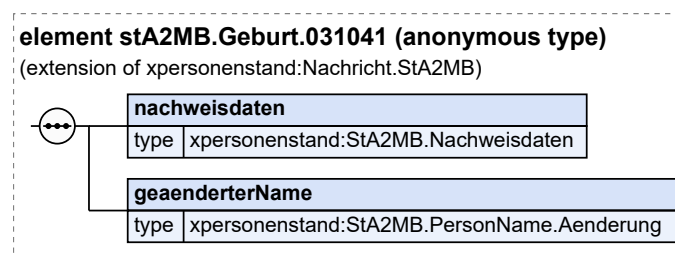 element stA2MB.Geburt.031041 (anonymous type)
(extension of xpersonenstand:Nachricht.StA2MB)
nachweisdaten
type xpersonenstand:StA2MB.Nachweisdaten
geaenderterName
type xpersonenstand:StA2MB.PersonName.Aenderung